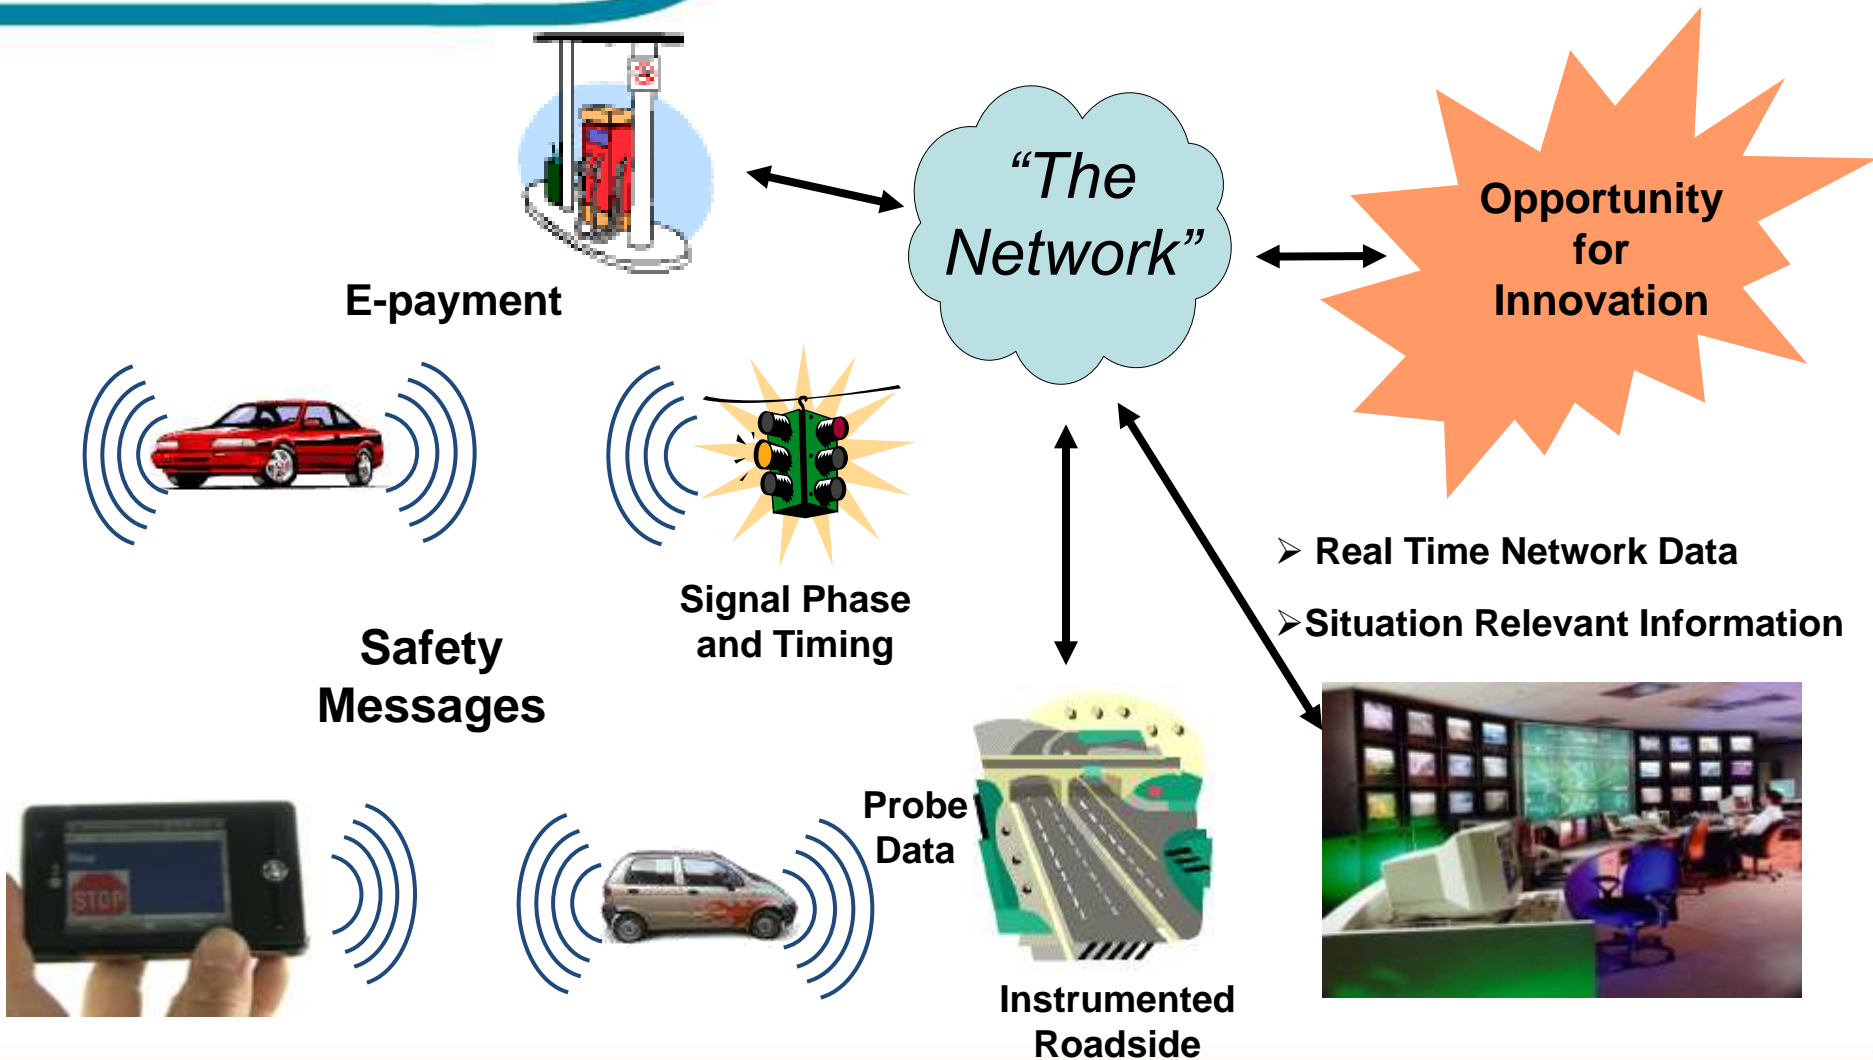 “The
Network”
Opportunity
for
Innovation
E-payment
Signal Phase
and Timing
➢ Real Time Network Data
➢Situation Relevant Information
Safety
Messages
Probe
Data
STOP
Instrumented
Roadside